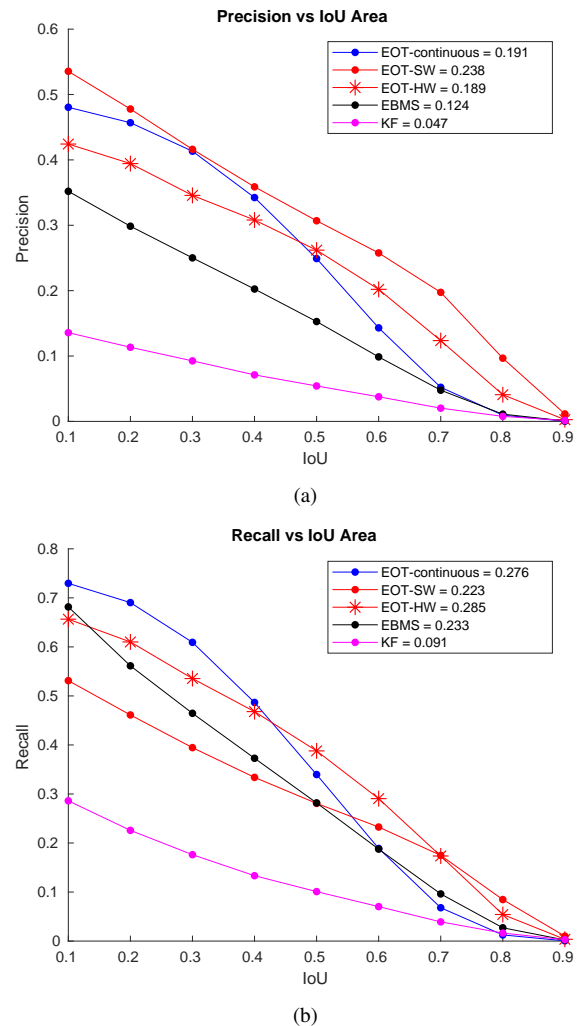 Precision vs IoU Area
0.6
0.5
0.4
0.3
0.2
0.1
0
Precision
EOT-continuous = 0.191
EOT-SW = 0.238
EOT-HW = 0.189
EBMS = 0.124
KF = 0.047
0.1 0.2 0.3 0.4 0.5 0.6 0.7 0.8 0.9
IoU
(a)
Recall vs IoU Area
0.8
0.7
0.6
0.5
0.4
0.3
0.2
0.1
0
Recall
EOT-continuous = 0.276
EOT-SW = 0.223
EOT-HW = 0.285
EBMS = 0.233
KF = 0.091
0.1 0.2 0.3 0.4 0.5 0.6 0.7 0.8 0.9
IoU
(b)